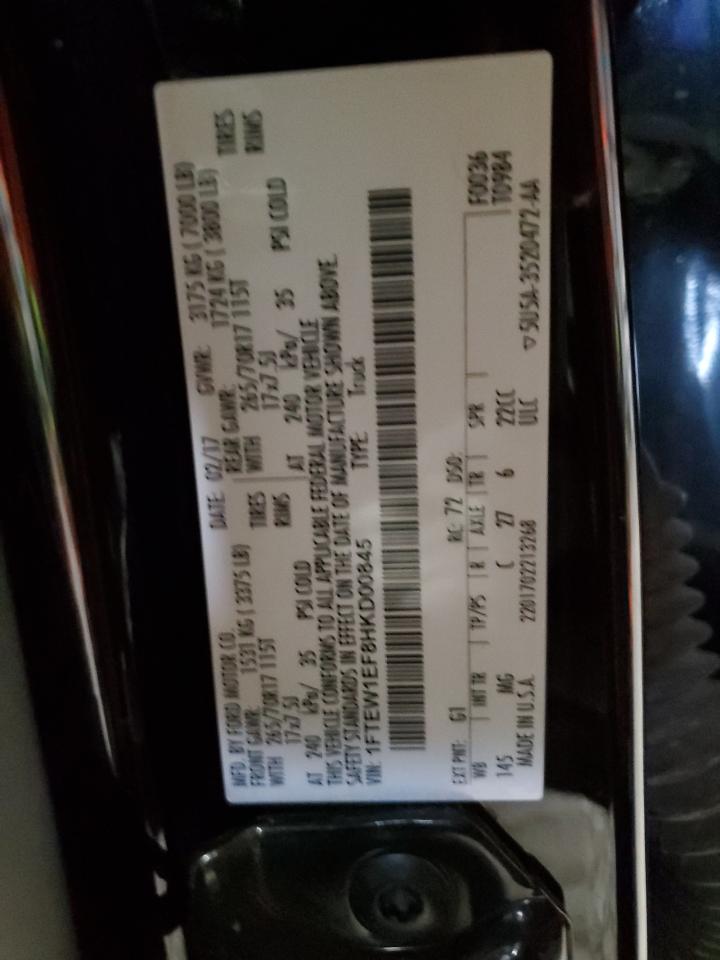 MFD. BY FORD MOTOR CO. DATE: 02/17 GVWR: 3175 KG ( 7000 LB)
FRONT GAWR: 1531 KG ( 3375 LB) REAR GAWR: 1724 KG ( 3800 LB)
WITH 265/70R17 115T TIRES WITH 265/70R17 115T TIRES
17x7.5J RIMS 17x7.5J RIMS
AT 240 kPa/ 35 PSI COLD AT 240 kPa/ 35 PSI COLD
THIS VEHICLE CONFORMS TO ALL APPLICABLE FEDERAL MOTOR VEHICLE
SAFETY STANDARDS IN EFFECT ON THE DATE OF MANUFACTURE SHOWN ABOVE.
VIN: 1FTEW1EF8HKD00845 TYPE: Truck
EXT PNT: G1 RC: 72 DSO: F0036
WB INT TR TP/PS R AXLE TR SPR T0984
145 MG C 27 6 22CC
MADE IN U.S.A. 2201702213268 ULC ▽5U5A-3520472-AA